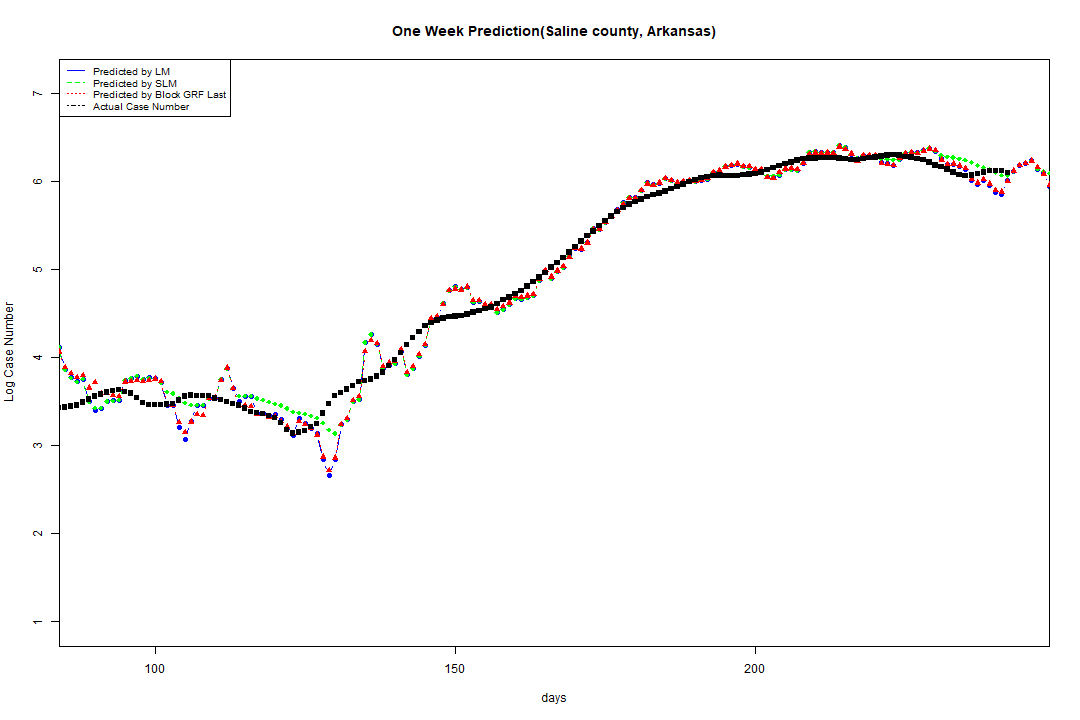 One Week Prediction(Saline county, Arkansas)
Predicted by LM
Predicted by SLM
Predicted by Block GRF Last
Actual Case Number
7
6
5
4
3
2
1
Log Case Number
100 150 200
days